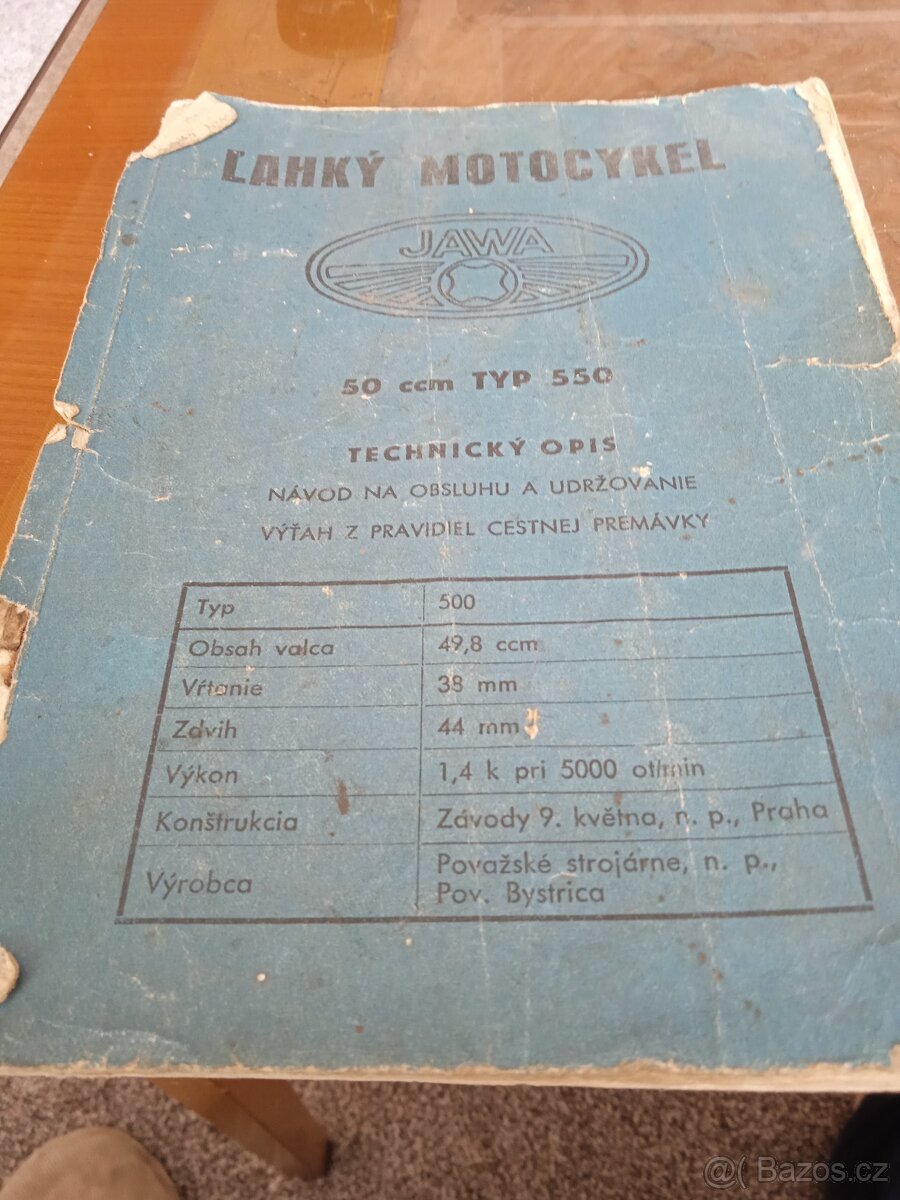 ĽAHKÝ MOTOCYKEL
JAWA
50 ccm TYP 550
TECHNICKÝ OPIS
NÁVOD NA OBSLUHU A UDRŽOVANIE
VÝŤAH Z PRAVIDIEL CESTNEJ PREMÁVKY
Typ 500
Obsah valca 49,8 ccm
Vŕtanie 38 mm
Zdvih 44 mm
Výkon 1,4 k pri 5000 ot/min
Konštrukcia Závody 9. května, n. p., Praha
Výrobca Považské strojárne, n. p.,
Pov. Bystrica
@ Bazos.cz